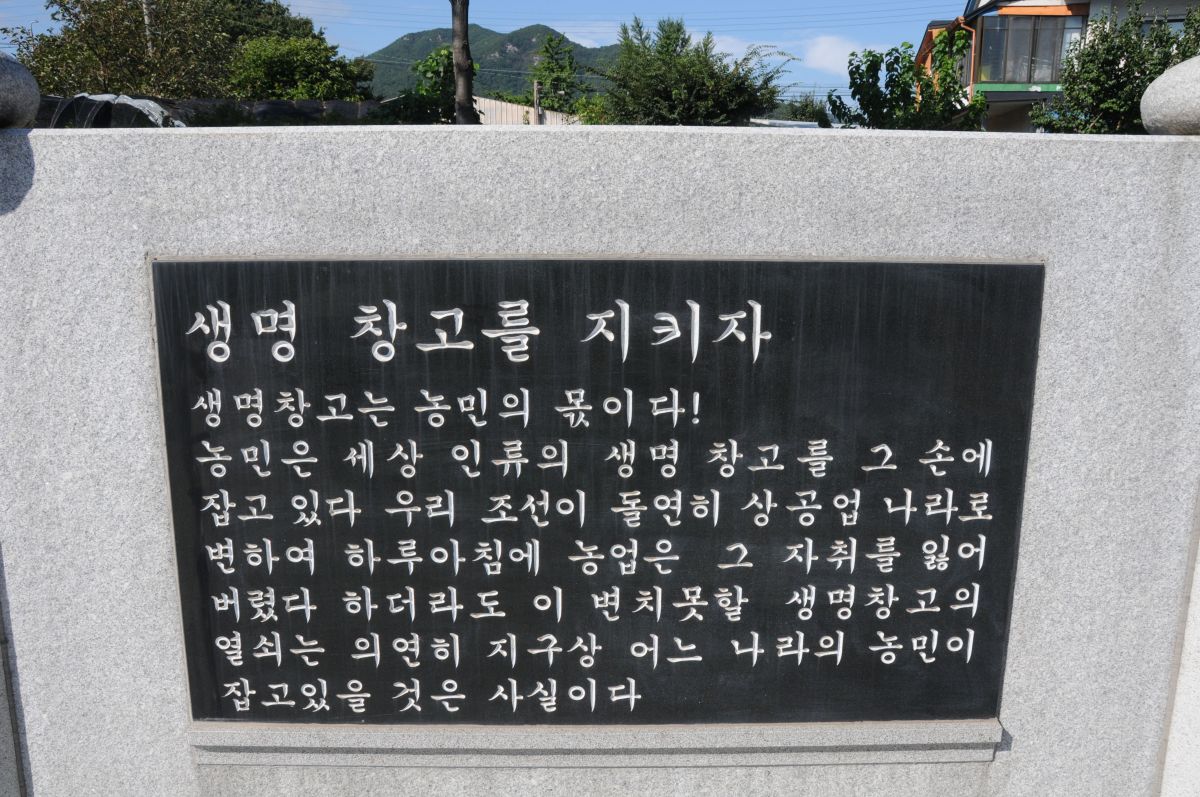 생명 창고를 지키자
생명창고는 농민의 몫이다!
농민은 세상 인류의 생명 창고를 그 손에
잡고 있다 우리 조선이 돌연히 상공업 나라로
변하여 하루아침에 농업은 그 자취를 잃어
버렸다 하더라도 이 변치못할 생명창고의
열쇠는 의연히 지구상 어느 나라의 농민이
잡고있을 것은 사실이다